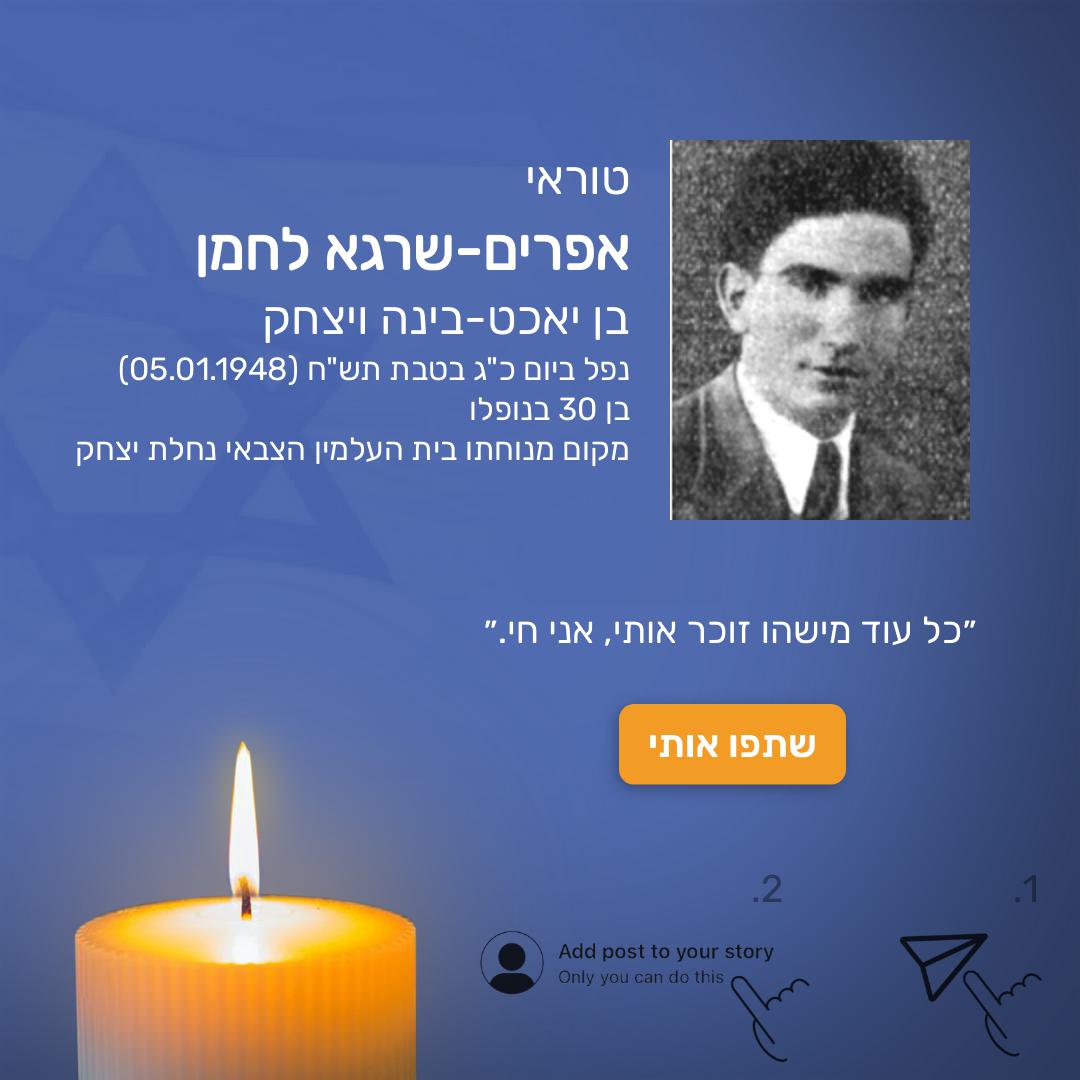 טוראי
אפרים-שרגא לחמן
בן יאכט-בינה ויצחק
נפל ביום כ"ג בטבת תש"ח (05.01.1948)
בן 30 בנופלו
מקום מנוחתו בית העלמין הצבאי נחלת יצחק
״כל עוד מישהו זוכר אותי, אני חי.״
שתפו אותי
1.
2.
Add post to your story
Only you can do this